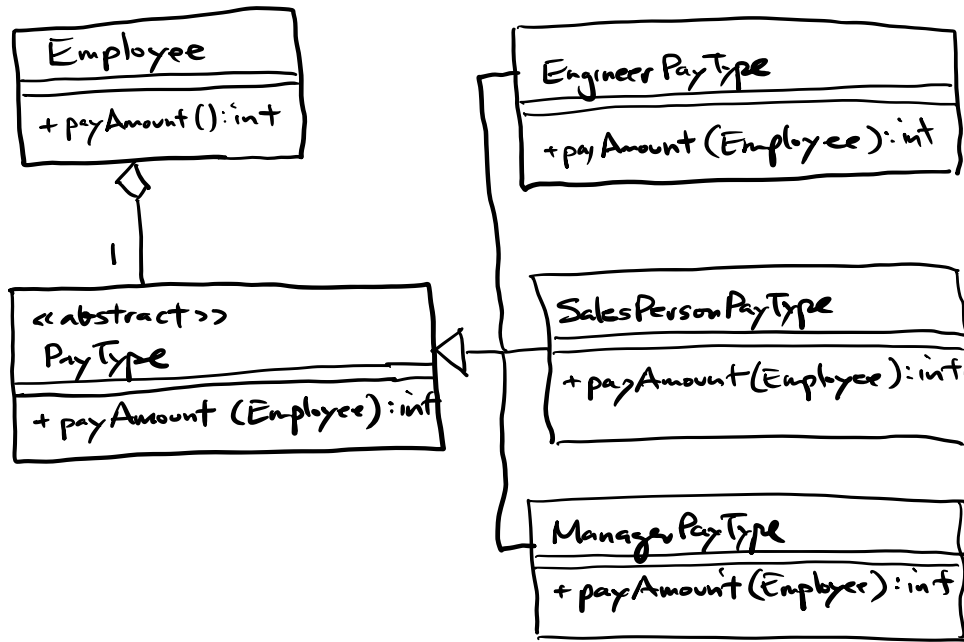 Employee
+ payAmount(): int
1
<<abstract>>
PayType
+ payAmount (Employee): int
EngineerPayType
+ payAmount (Employee): int
SalesPersonPayType
+ payAmount(Employee): int
ManagerPayType
+ payAmount(Employee): int